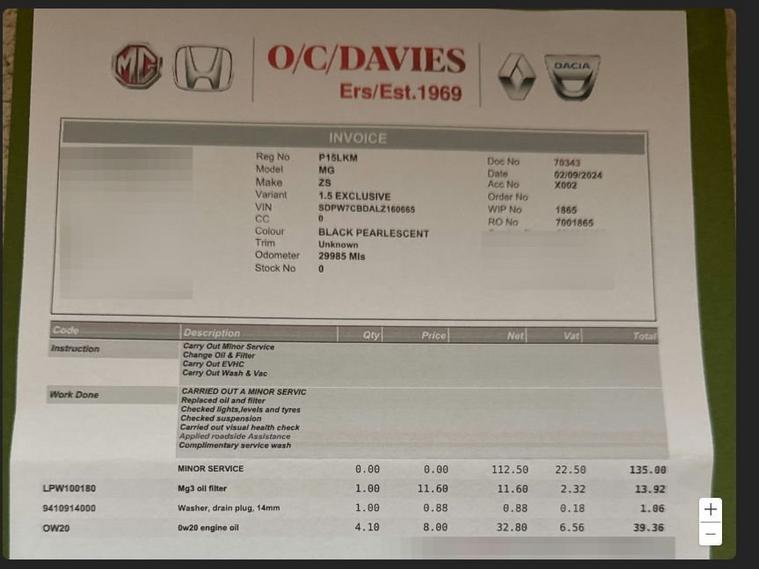 MG
DACIA
O/C/DAVIES
Ers/Est.1969
INVOICE
Reg No P15LKM
Model MG
Make ZS
Variant 1.5 EXCLUSIVE
VIN SDPW7CBDALZ160665
CC 0
Colour BLACK PEARLESCENT
Trim Unknown
Odometer 29985 Mls
Stock No 0
Doc No 70343
Date 02/09/2024
Acc No X002
Order No
WIP No 1865
RO No 7001865
Code Description Qty Price Net Vat Total
Instruction Carry Out Minor Service
Change Oil & Filter
Carry Out EVHC
Carry Out Wash & Vac
Work Done CARRIED OUT A MINOR SERVIC
Replaced oil and filter
Checked lights,levels and tyres
Checked suspension
Carried out visual health check
Applied roadside Assistance
Complimentary service wash
MINOR SERVICE 0.00 0.00 112.50 22.50 135.00
LPW100180 Mg3 oil filter 1.00 11.60 11.60 2.32 13.92
9410914000 Washer, drain plug, 14mm 1.00 0.88 0.88 0.18 1.06
OW20 0w20 engine oil 4.10 8.00 32.80 6.56 39.36